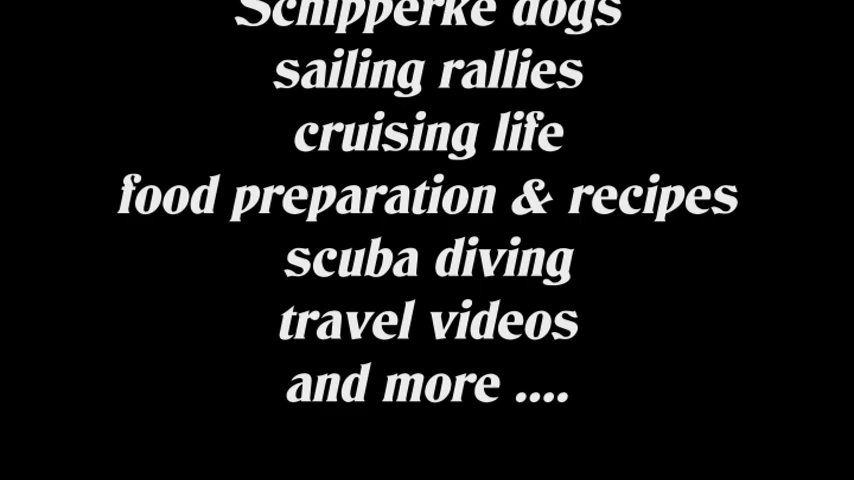 Schipperke dogs
sailing rallies
cruising life
food preparation & recipes
scuba diving
travel videos
and more ....